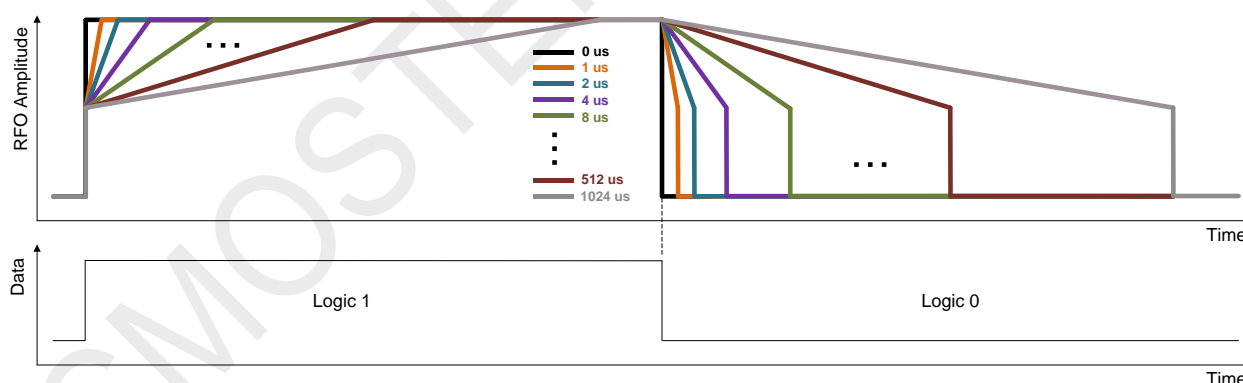 RFO Amplitude
0 us
1 us
2 us
4 us
8 us
512 us
1024 us
Time
Data
Logic 1
Logic 0
Time